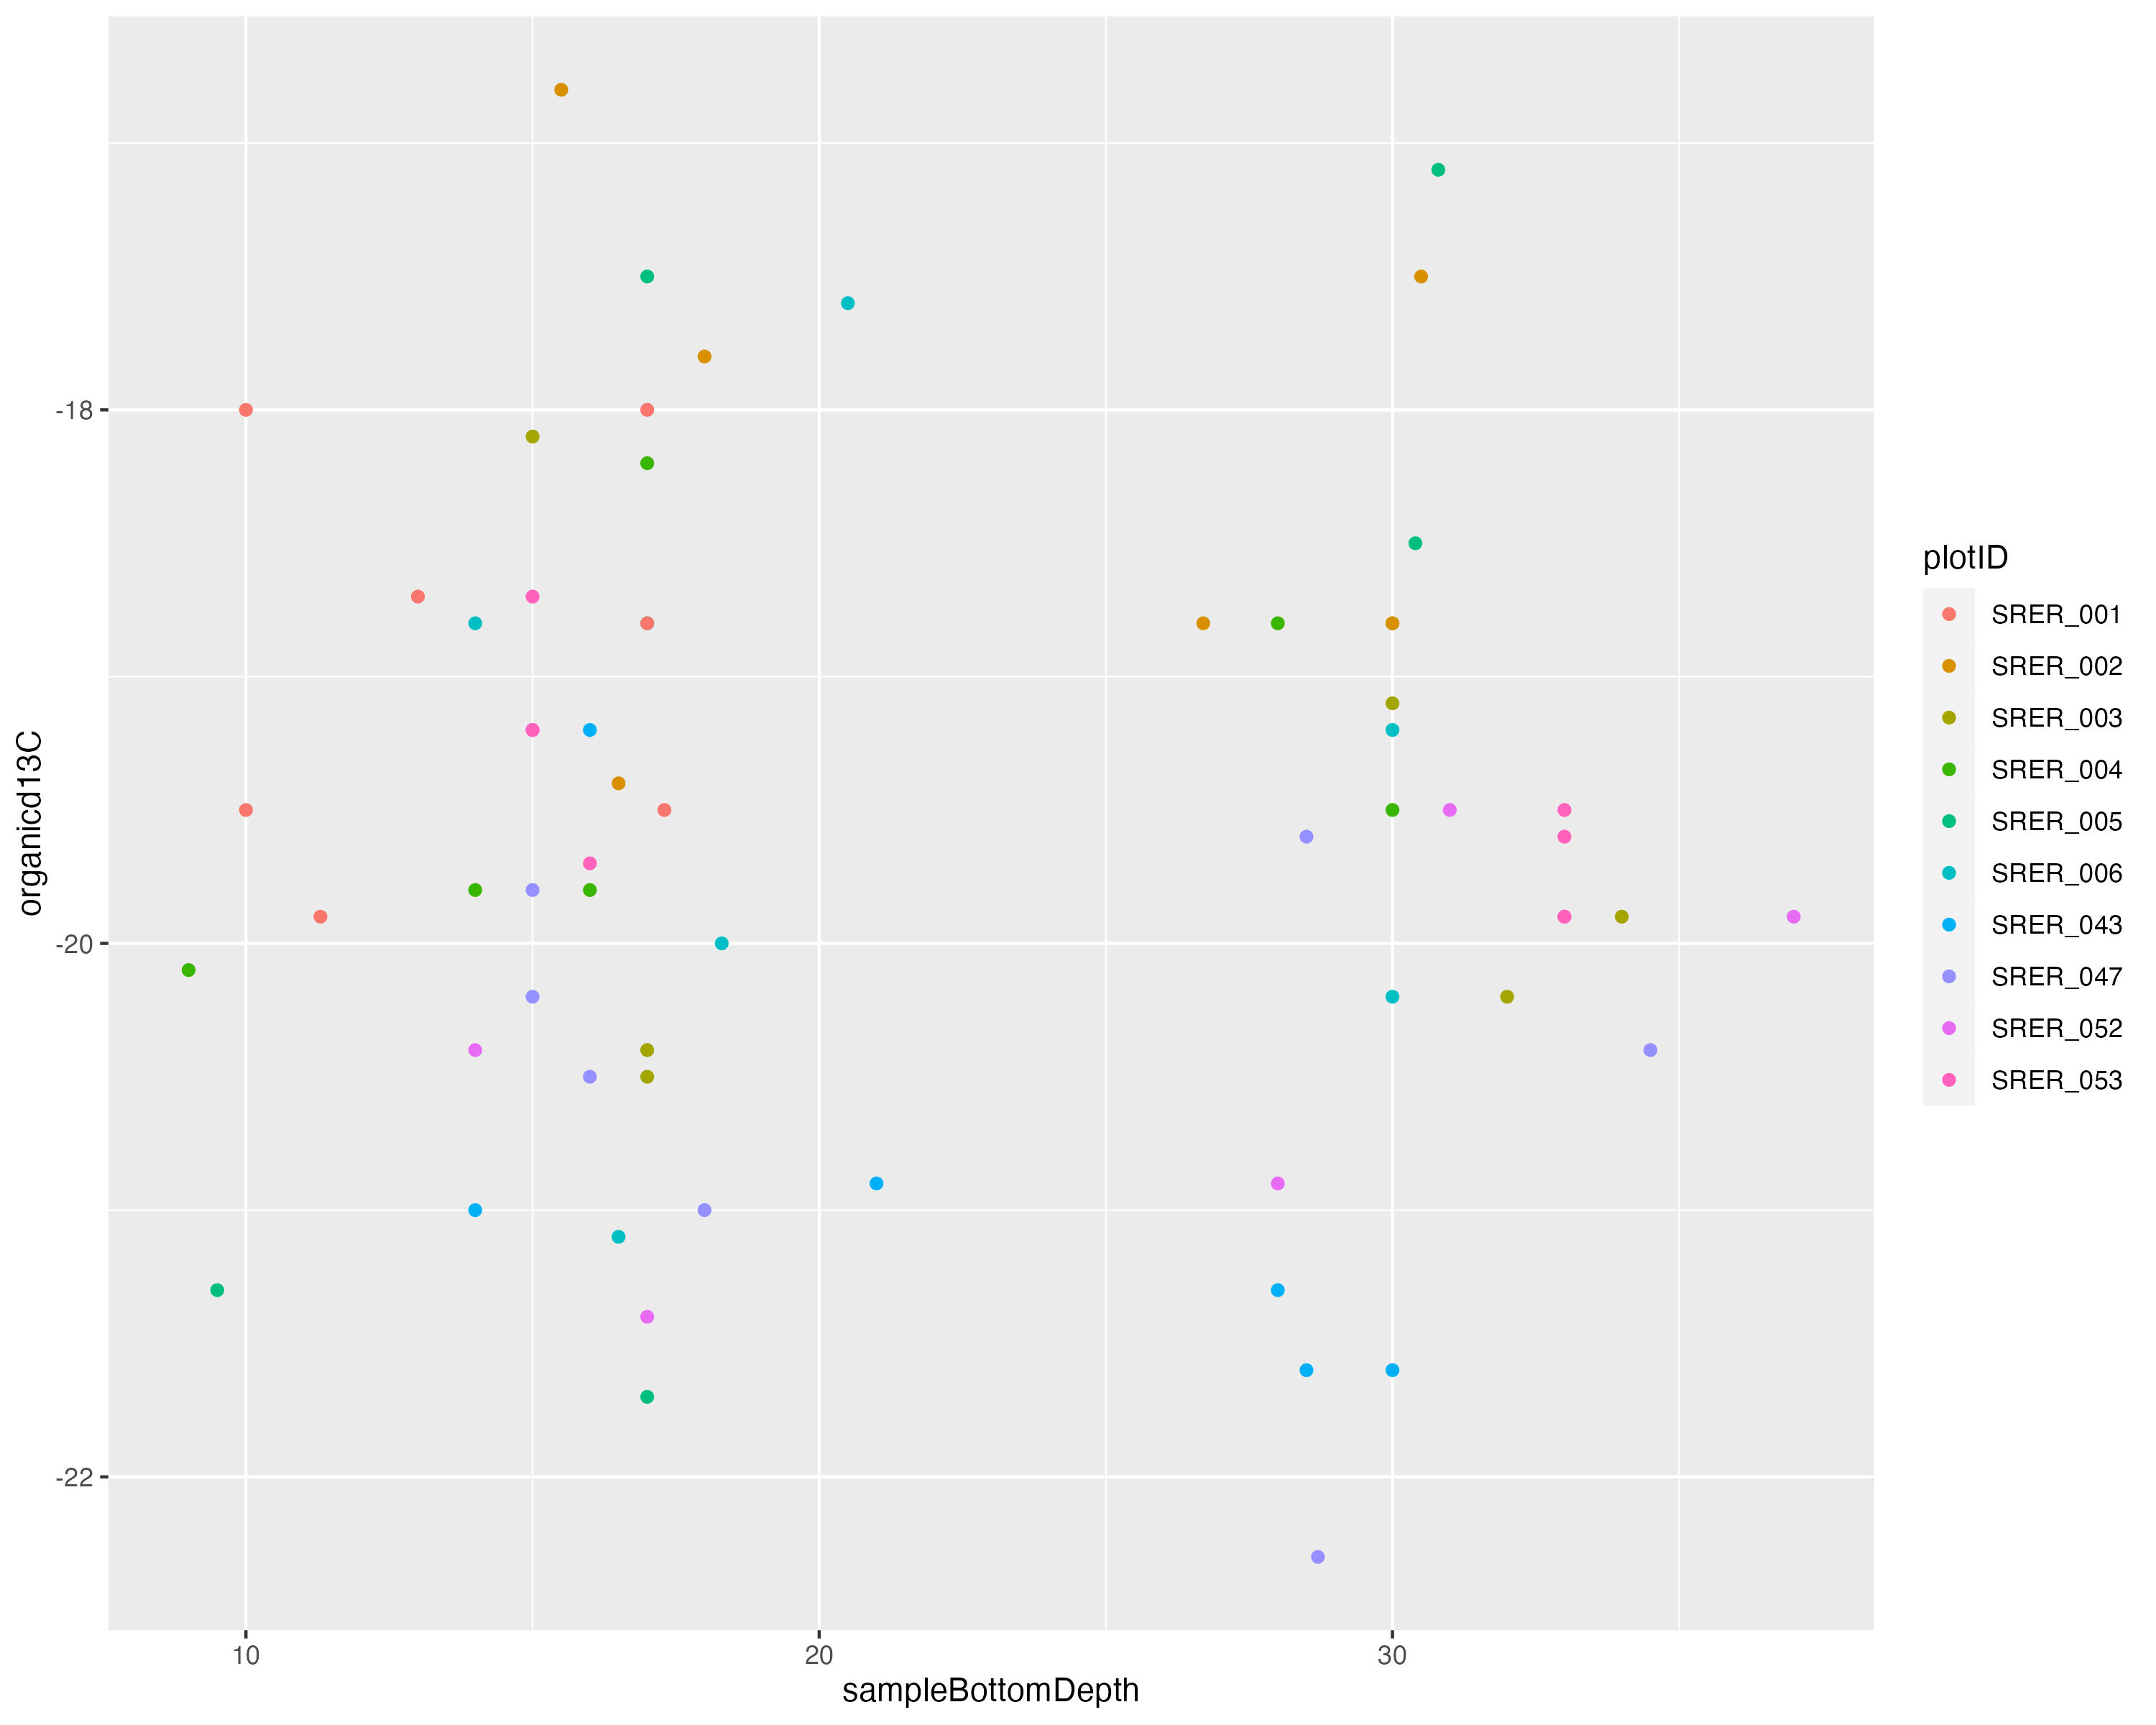 organicd13C
-18
-20
-22
10 20 30
sampleBottomDepth
plotID
SRER_001
SRER_002
SRER_003
SRER_004
SRER_005
SRER_006
SRER_043
SRER_047
SRER_052
SRER_053